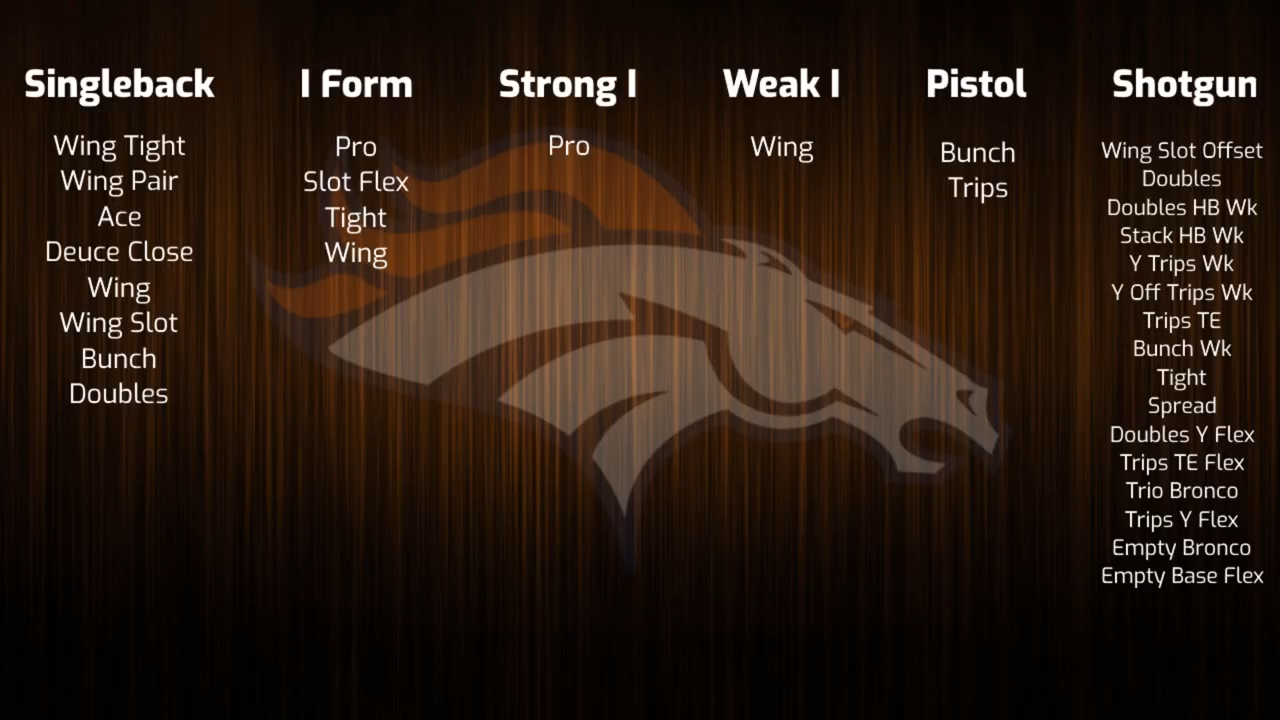 Singleback
Wing Tight
Wing Pair
Ace
Deuce Close
Wing
Wing Slot
Bunch
Doubles
I Form
Pro
Slot Flex
Tight
Wing
Strong I
Pro
Weak I
Wing
Pistol
Bunch
Trips
Shotgun
Wing Slot Offset
Doubles
Doubles HB Wk
Stack HB Wk
Y Trips Wk
Y Off Trips Wk
Trips TE
Bunch Wk
Tight
Spread
Doubles Y Flex
Trips TE Flex
Trio Bronco
Trips Y Flex
Empty Bronco
Empty Base Flex